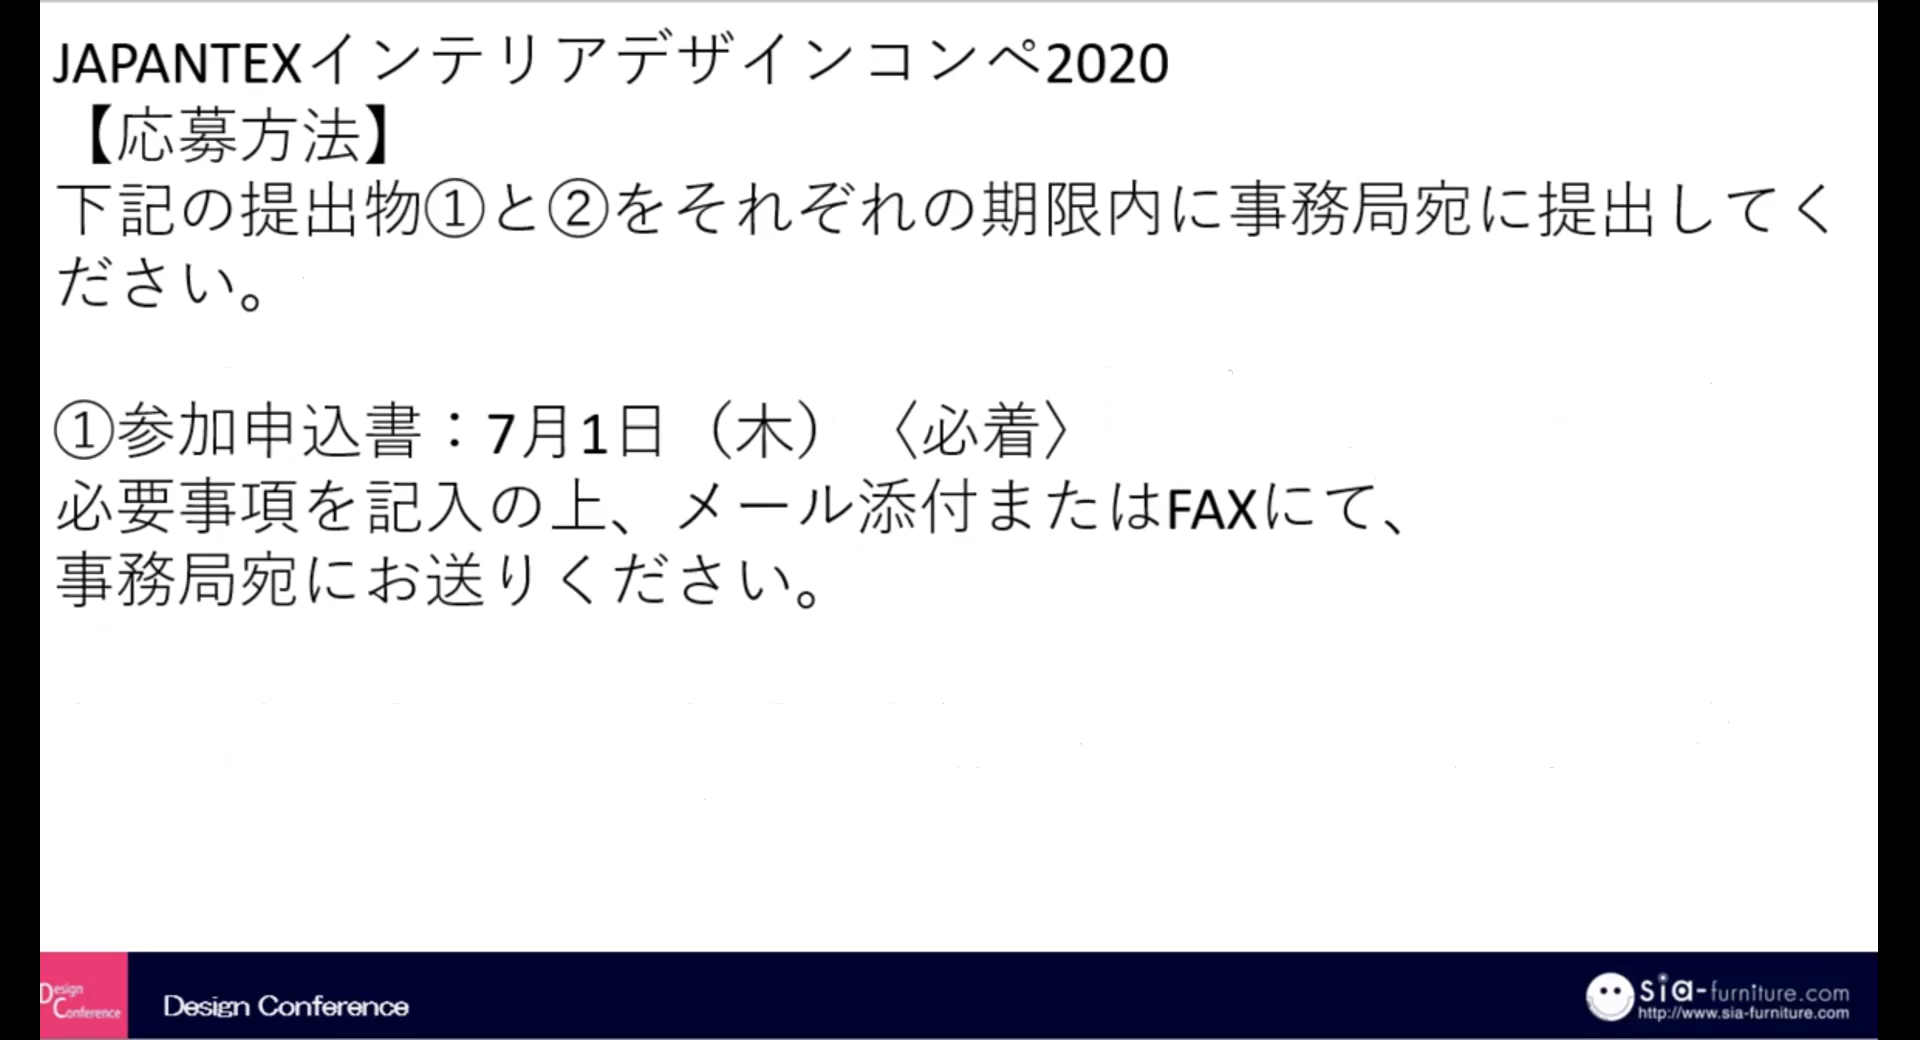 JAPANTEXインテリアデザインコンペ2020
【応募方法】
下記の提出物①と②をそれぞれの期限内に事務局宛に提出してく
ださい。
①参加申込書：7月1日（木）〈必着〉
必要事項を記入の上、メール添付またはFAXにて、
事務局宛にお送りください。
Design
Conference
Design Conference
sia-furniture.com
http://www.sia-furniture.com